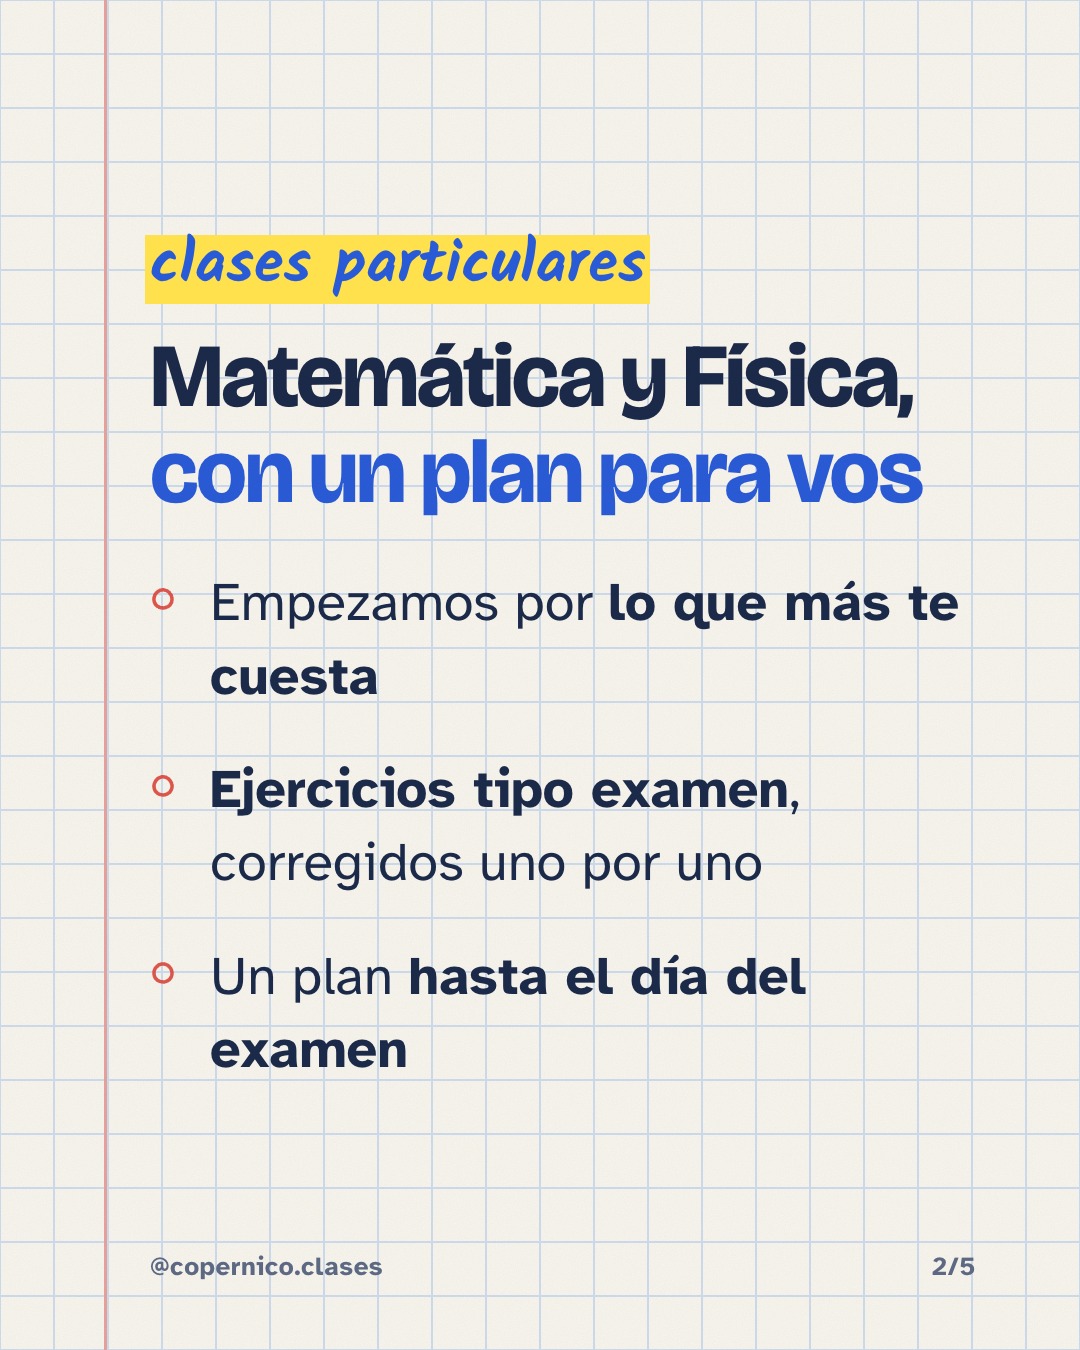 clases particulares
Matemática y Física,
con un plan para vos
Empezamos por lo que más te
cuesta
Ejercicios tipo examen,
corregidos uno por uno
Un plan hasta el día del
examen
@copernico.clases
2/5